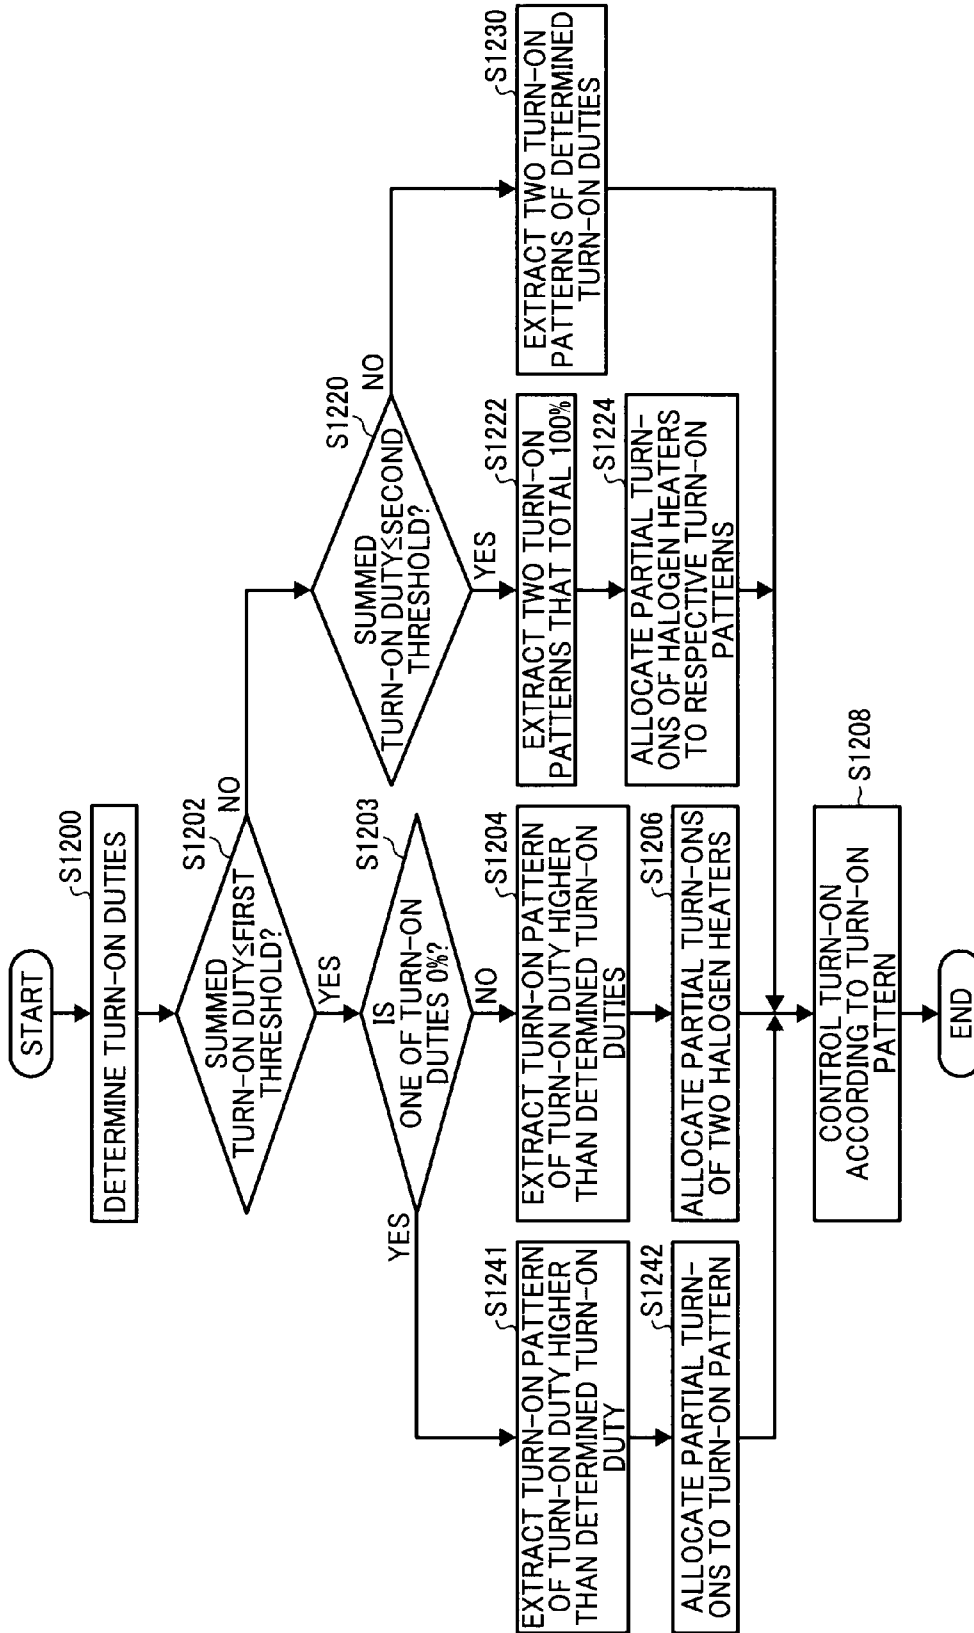 START
S1200
DETERMINE TURN-ON DUTIES
S1202
SUMMED
TURN-ON DUTY≤FIRST
THRESHOLD?
NO
YES
S1203
IS
ONE OF TURN-ON
DUTIES 0%?
YES
NO
S1220
SUMMED
TURN-ON DUTY≤SECOND
THRESHOLD?
NO
YES
S1241
EXTRACT TURN-ON PATTERN
OF TURN-ON DUTY HIGHER
THAN DETERMINED TURN-ON
DUTY
S1204
EXTRACT TURN-ON PATTERN
OF TURN-ON DUTY HIGHER
THAN DETERMINED TURN-ON
DUTIES
S1222
EXTRACT TWO TURN-ON
PATTERNS THAT TOTAL 100%
S1230
EXTRACT TWO TURN-ON
PATTERNS OF DETERMINED
TURN-ON DUTIES
S1242
ALLOCATE PARTIAL TURN-
ONS TO TURN-ON PATTERN
S1206
ALLOCATE PARTIAL TURN-ONS
OF TWO HALOGEN HEATERS
S1224
ALLOCATE PARTIAL TURN-
ONS OF HALOGEN HEATERS
TO RESPECTIVE TURN-ON
PATTERNS
S1208
CONTROL TURN-ON
ACCORDING TO TURN-ON
PATTERN
END